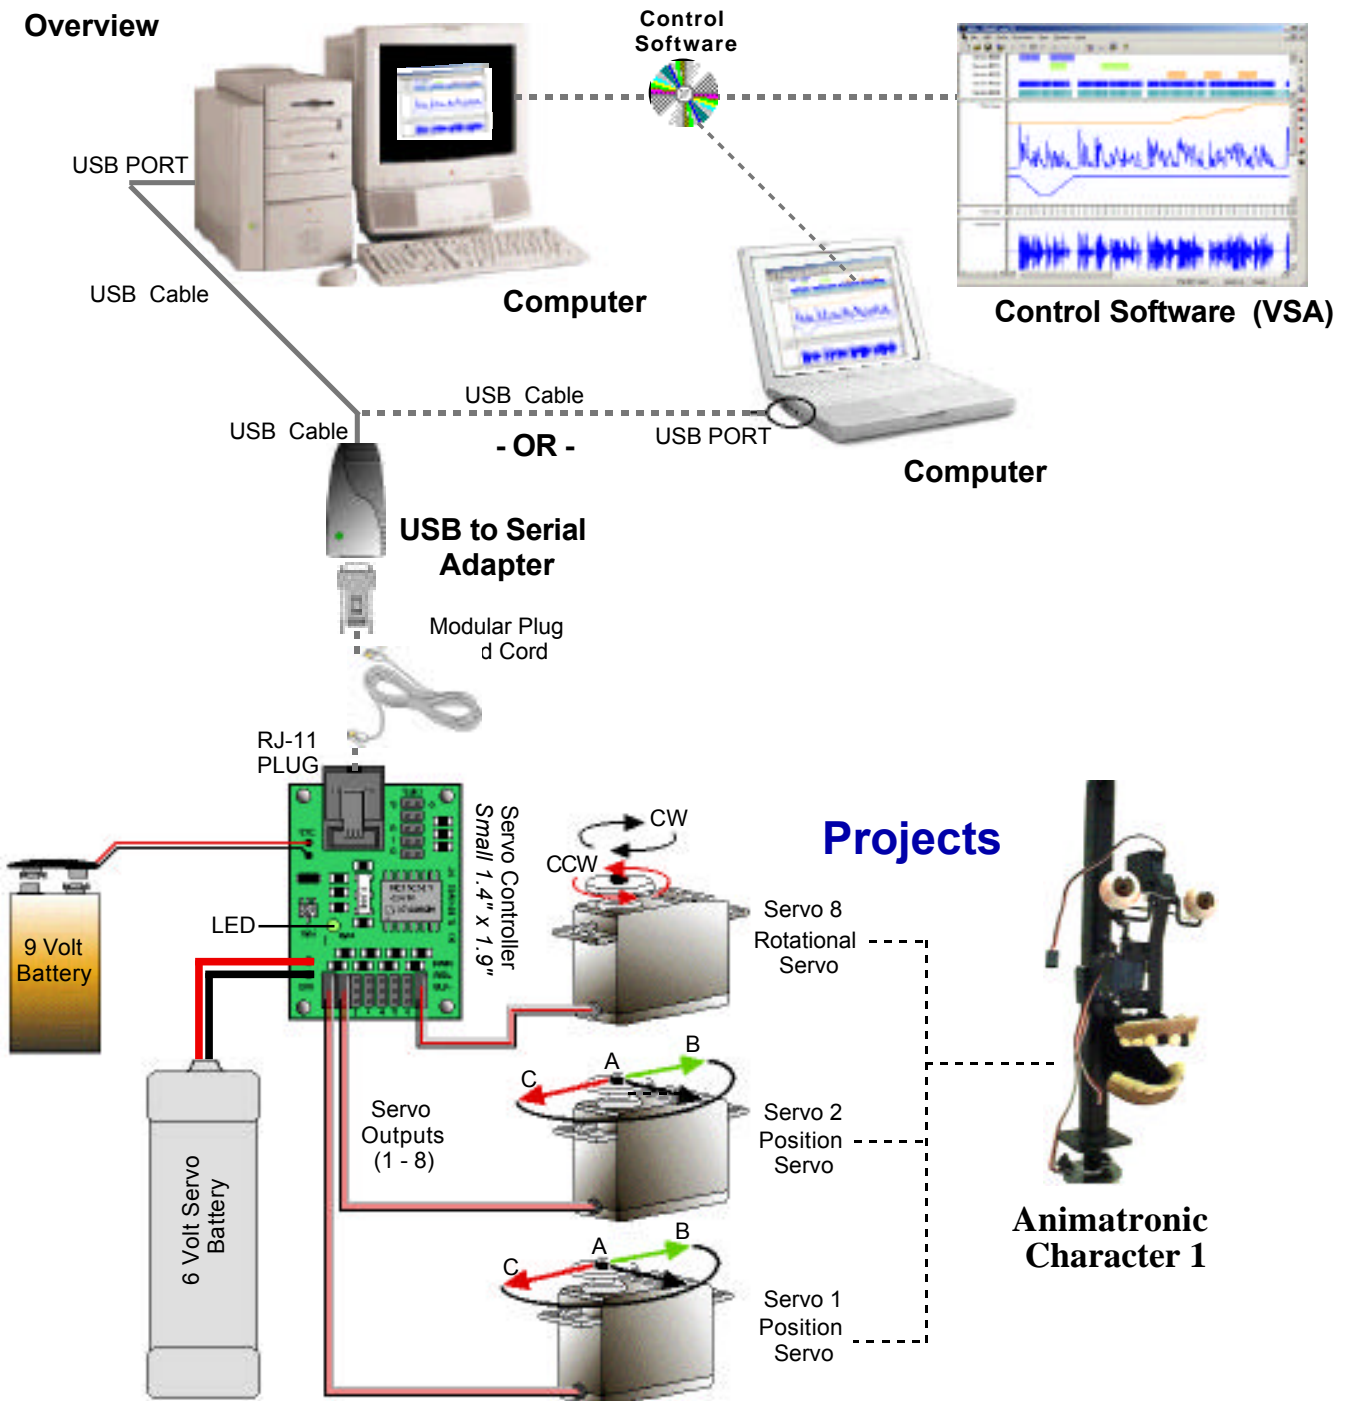 Overview
Control
Software
USB PORT
USB Cable
Computer
Control Software (VSA)
USB Cable
USB Cable
- OR -
USB PORT
Computer
USB to Serial
Adapter
Modular Plug
d Cord
RJ-11
PLUG
Servo Controller
Small 1.4" x 1.9"
CW
CCW
Projects
LED
9 Volt
Battery
Servo 8
Rotational
Servo
A
B
C
Servo
Outputs
(1 - 8)
Servo 2
Position
Servo
6 Volt Servo
Battery
A
B
C
Servo 1
Position
Servo
Animatronic
Character 1